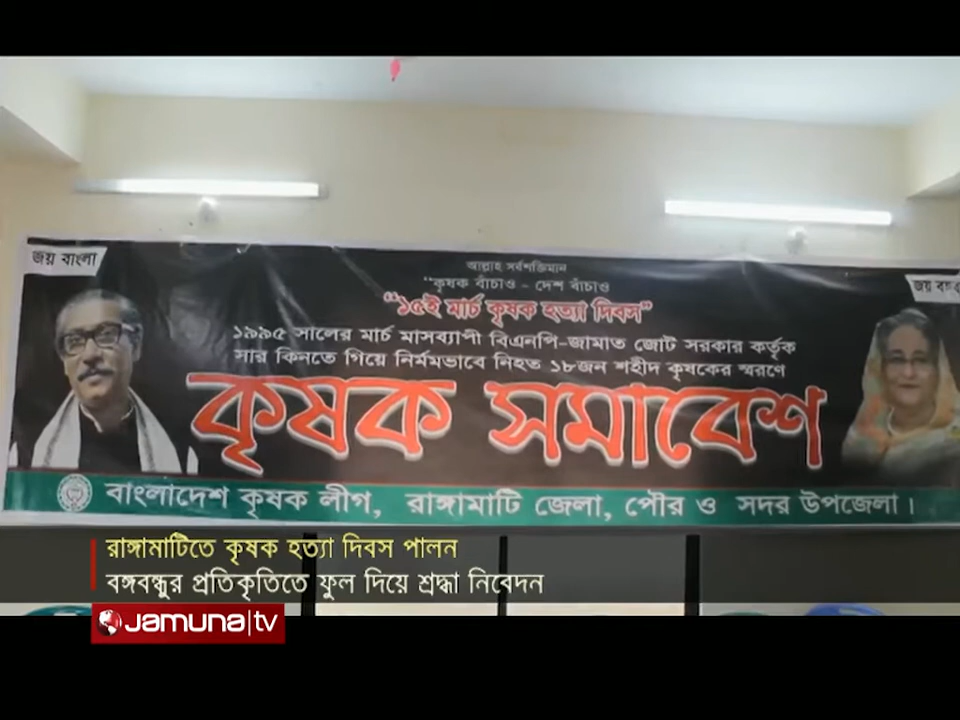 জয় বাংলা
আল্লাহ সর্বশক্তিমান
জয় বঙ্গবন্ধু
"কৃষক বাঁচাও - দেশ বাঁচাও
"১৫ই মার্চ কৃষক হত্যা দিবস"
১৯৯৫ সালের মার্চ মাসব্যাপী বিএনপি-জামাত জোট সরকার কর্তৃক
সার কিনতে গিয়ে নির্মমভাবে নিহত ১৮জন শহীদ কৃষকের স্মরণে
কৃষক সমাবেশ
বাংলাদেশ কৃষক লীগ, রাঙ্গামাটি জেলা, পৌর ও সদর উপজেলা।
রাঙ্গামাটিতে কৃষক হত্যা দিবস পালন
বঙ্গবন্ধুর প্রতিকৃতিতে ফুল দিয়ে শ্রদ্ধা নিবেদন
Jamuna|tv